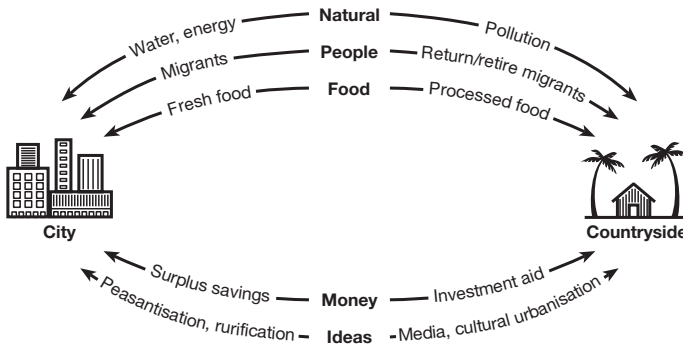 Natural
Water, energy
Pollution
People
Migrants
Return/retire migrants
Food
Fresh food
Processed food
City
Countryside
Surplus savings
Money
Investment aid
Peasantisation, rurification
Ideas
Media, cultural urbanisation